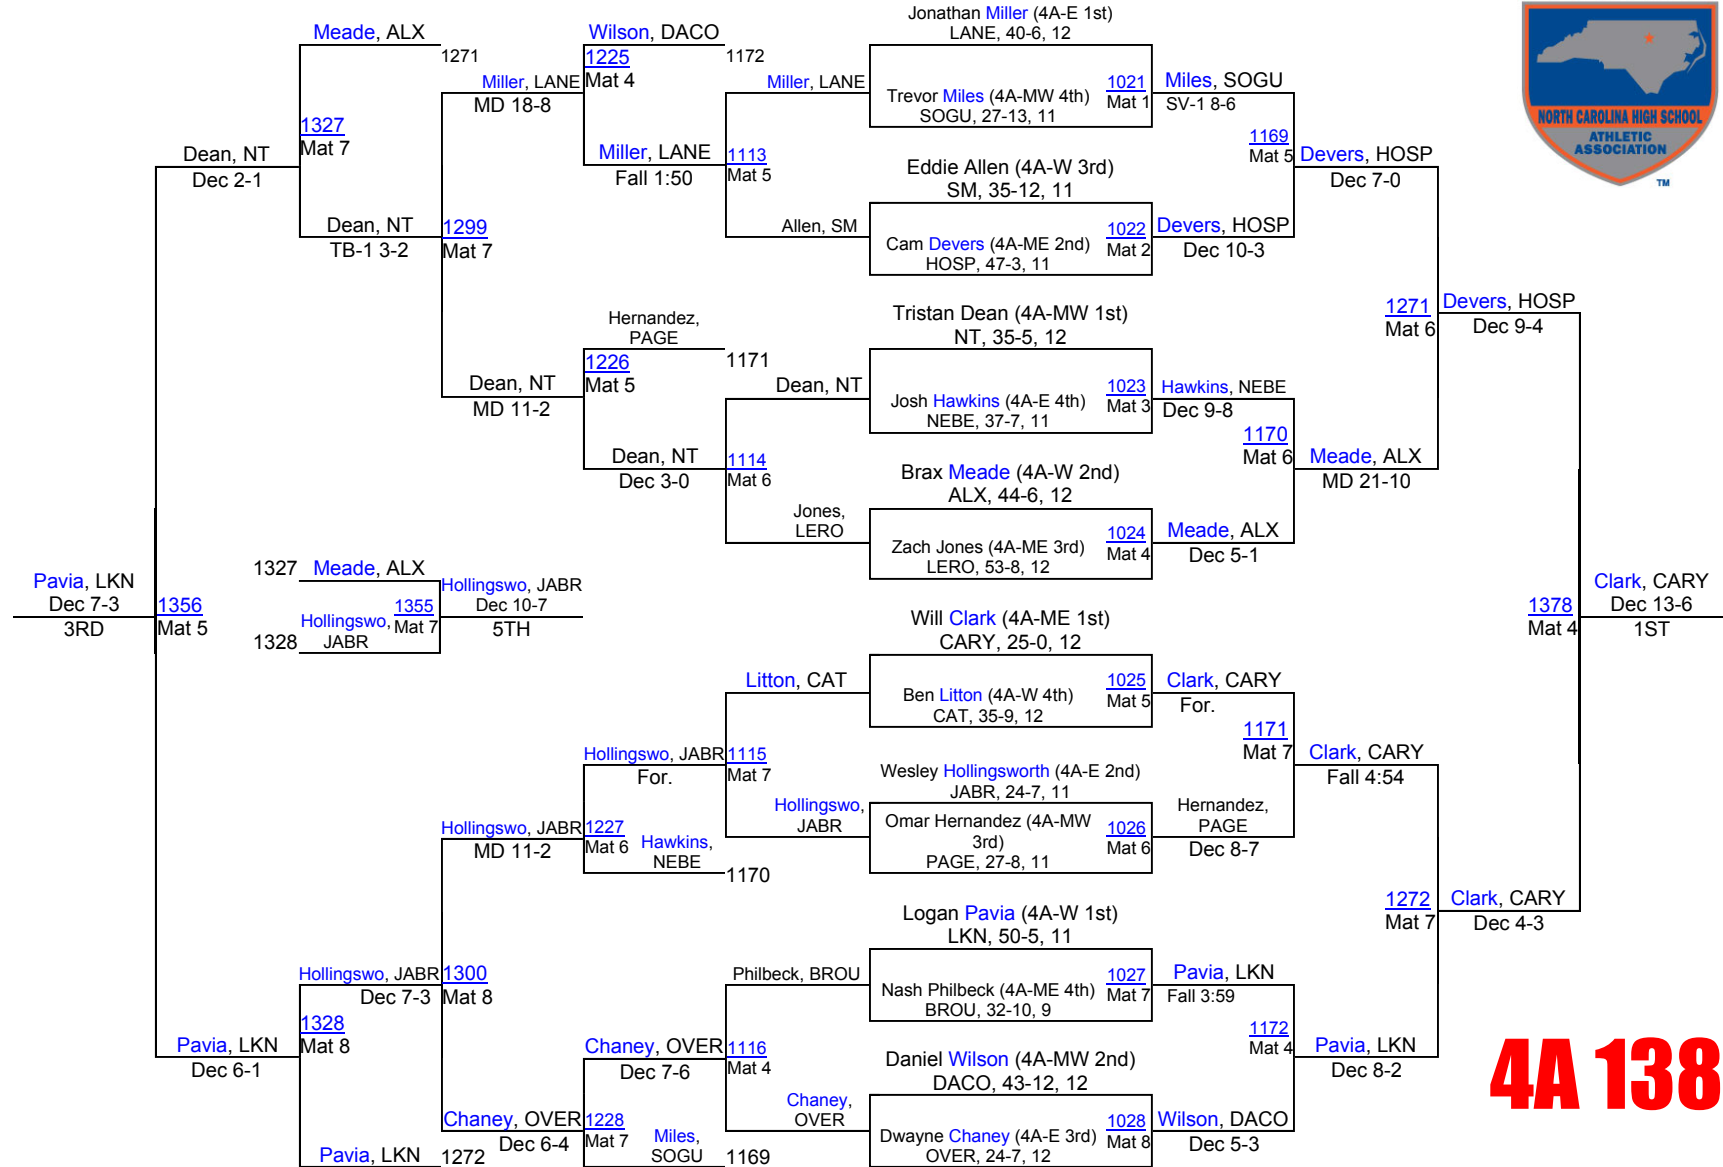 Jonathan Miller (4A-E 1st)
LANE, 40-6, 12
Meade, ALX
1271
Wilson, DACO
1172
1225
Mat 4
Miller, LANE
MD 18-8
Miller, LANE
Trevor Miles (4A-MW 4th)
SOGU, 27-13, 11
1021
Mat 1
Miles, SOGU
SV-1 8-6
NORTH CAROLINA HIGH SCHOOL
ATHLETIC
ASSOCIATION
TM
1327
Mat 7
Dean, NT
Dec 2-1
Miller, LANE
Fall 1:50
1113
Mat 5
Eddie Allen (4A-W 3rd)
SM, 35-12, 11
1169
Mat 5
Devers, HOSP
Dec 7-0
Dean, NT
TB-1 3-2
1299
Mat 7
Allen, SM
Cam Devers (4A-ME 2nd)
HOSP, 47-3, 11
1022
Mat 2
Devers, HOSP
Dec 10-3
Hernandez,
PAGE
1171
Tristan Dean (4A-MW 1st)
NT, 35-5, 12
1271
Mat 6
Devers, HOSP
Dec 9-4
1226
Mat 5
Dean, NT
MD 11-2
Dean, NT
Josh Hawkins (4A-E 4th)
NEBE, 37-7, 11
1023
Mat 3
Hawkins, NEBE
Dec 9-8
Dean, NT
Dec 3-0
1114
Mat 6
Brax Meade (4A-W 2nd)
ALX, 44-6, 12
1170
Mat 6
Meade, ALX
MD 21-10
Jones,
LERO
Zach Jones (4A-ME 3rd)
LERO, 53-8, 12
1024
Mat 4
Meade, ALX
Dec 5-1
Pavia, LKN
Dec 7-3
3RD
1356
Mat 5
1327
Meade, ALX
Hollingswo,
JABR
1328
1355
Mat 7
Hollingswo, JABR
Dec 10-7
5TH
Will Clark (4A-ME 1st)
CARY, 25-0, 12
1378
Mat 4
Clark, CARY
Dec 13-6
1ST
Litton, CAT
Ben Litton (4A-W 4th)
CAT, 35-9, 12
1025
Mat 5
Clark, CARY
For.
Hollingswo, JABR
For.
1115
Mat 7
Wesley Hollingsworth (4A-E 2nd)
JABR, 24-7, 11
1171
Mat 7
Clark, CARY
Fall 4:54
Hollingswo, JABR
MD 11-2
1227
Mat 6
Hawkins,
NEBE
1170
Hollingswo,
JABR
Omar Hernandez (4A-MW
3rd)
PAGE, 27-8, 11
1026
Mat 6
Hernandez,
PAGE
Dec 8-7
Logan Pavia (4A-W 1st)
LKN, 50-5, 11
1272
Mat 7
Clark, CARY
Dec 4-3
Hollingswo, JABR
Dec 7-3
1300
Mat 8
Philbeck, BROU
Nash Philbeck (4A-ME 4th)
BROU, 32-10, 9
1027
Mat 7
Pavia, LKN
Fall 3:59
1328
Mat 8
Pavia, LKN
Dec 6-1
Chaney, OVER
Dec 7-6
1116
Mat 4
Daniel Wilson (4A-MW 2nd)
DACO, 43-12, 12
1172
Mat 4
Pavia, LKN
Dec 8-2
Chaney, OVER
Dec 6-4
1228
Mat 7
Miles,
SOGU
1169
Chaney,
OVER
Dwayne Chaney (4A-E 3rd)
OVER, 24-7, 12
1028
Mat 8
Wilson, DACO
Dec 5-3
Pavia, LKN
1272
4A 138